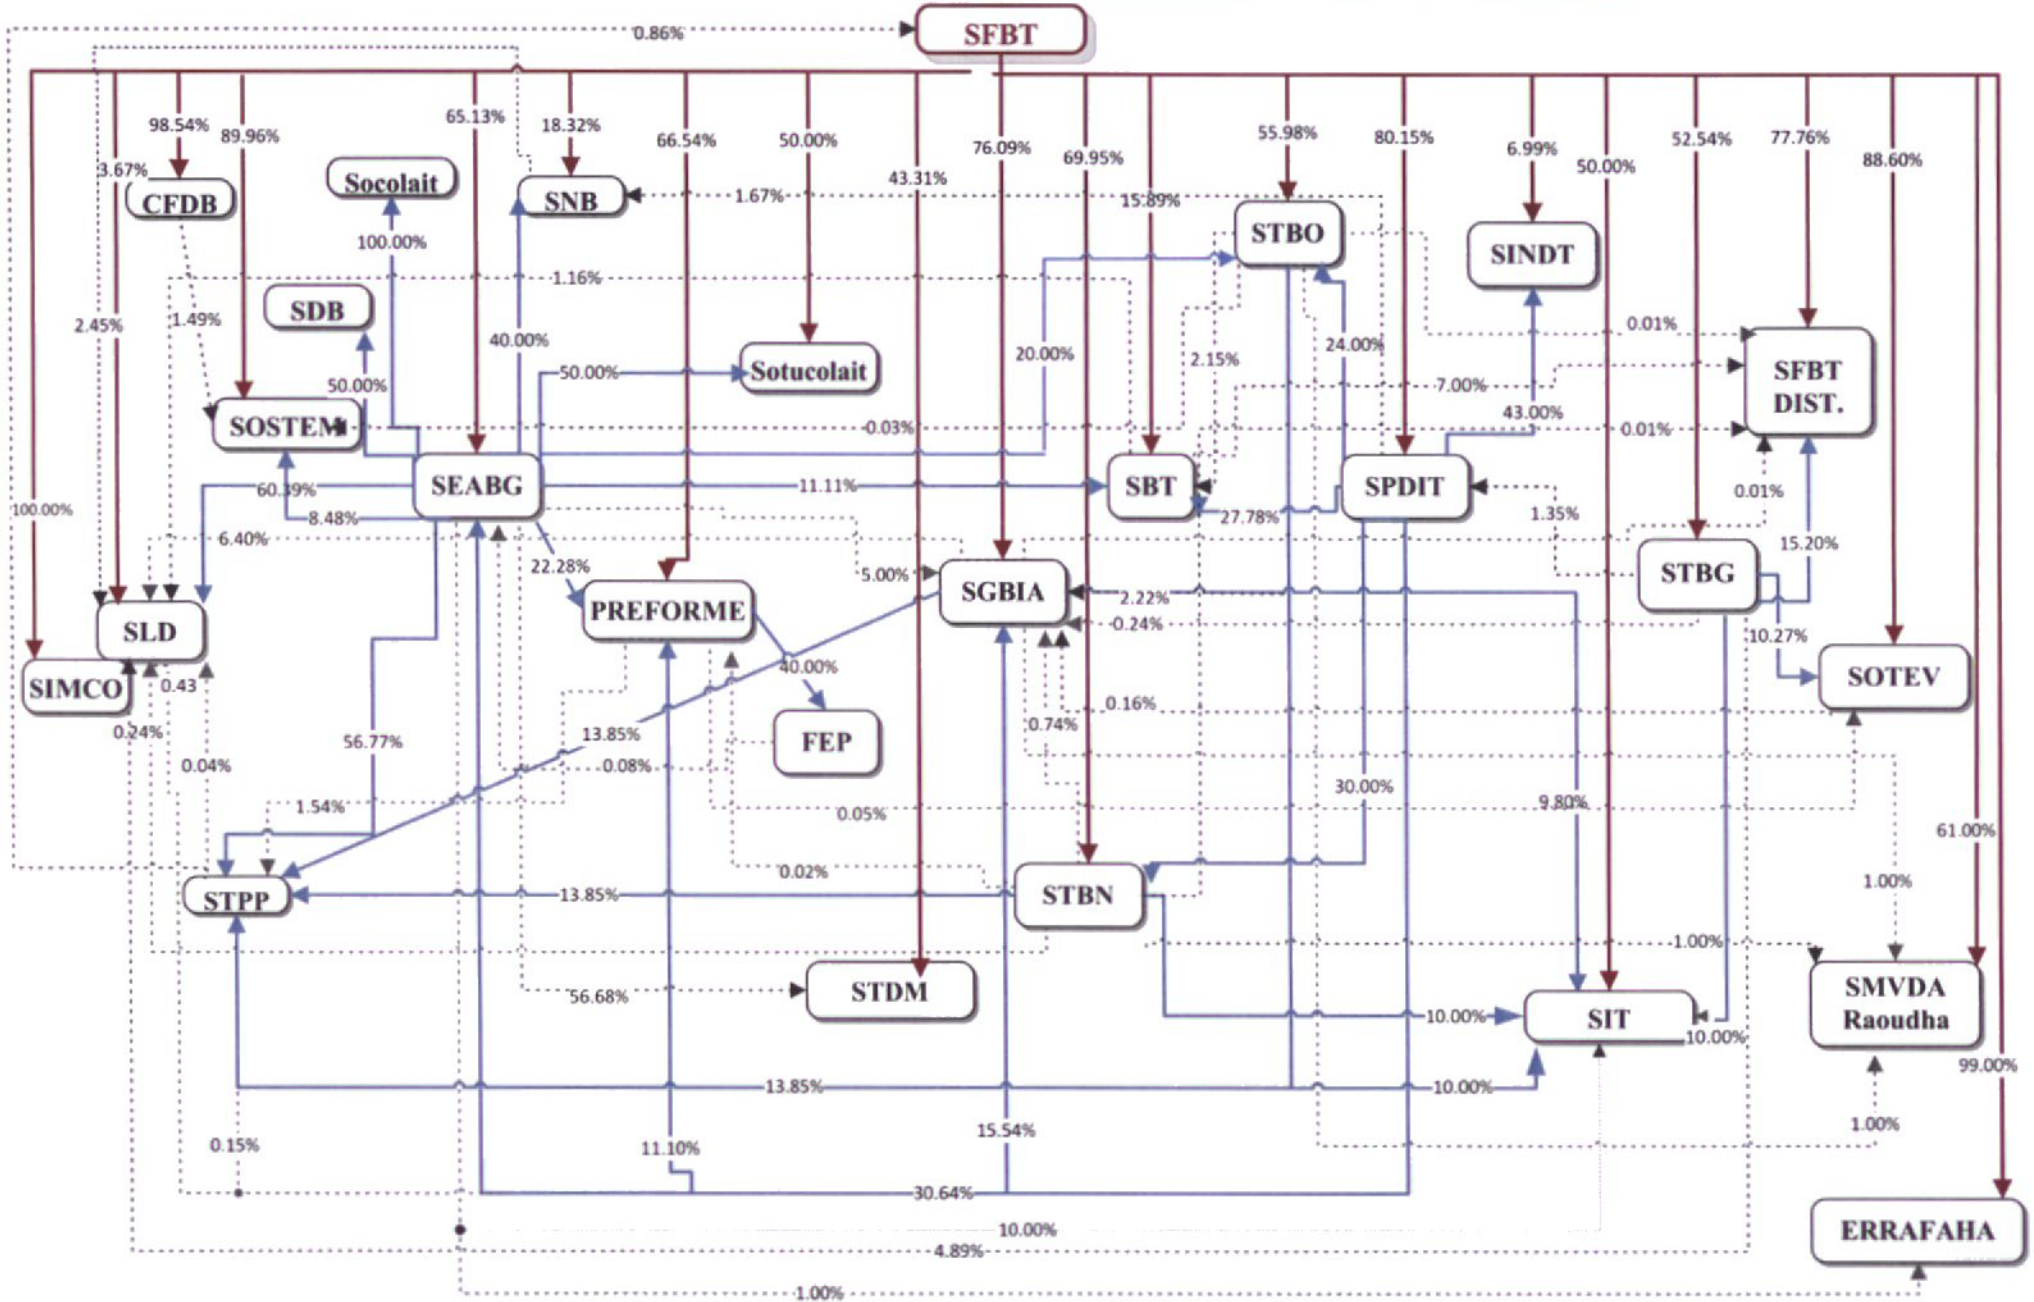 SFBT
0.86%
98.54%
89.96%
65.13%
18.32%
66.54%
50.00%
43.31%
76.09%
69.95%
15.89%
55.98%
80.15%
6.99%
50.00%
52.54%
77.76%
88.60%
3.67%
CFDB
Socolait
SNB
1.67%
STBO
SINDT
100.00%
1.16%
SDB
2.45%
1.49%
40.00%
20.00%
2.15%
24.00%
0.01%
50.00%
50.00%
Sotucolait
7.00%
SFBT
DIST.
43.00%
SOSTEM
0.03%
0.01%
SEABG
11.11%
SBT
SPDIT
60.39%
0.01%
100.00%
8.48%
27.78%
1.35%
6.40%
15.20%
22.28%
5.00%
STBG
PREFORME
SGBIA
2.22%
SLD
0.24%
10.27%
40.00%
SIMCO
0.43
SOTEV
0.16%
0.24%
56.77%
13.85%
FEP
0.74%
0.04%
0.08%
30.00%
1.54%
0.05%
9.80%
61.00%
0.02%
1.00%
STPP
13.85%
STBN
1.00%
56.68%
STDM
SMVDA
Raoudha
10.00%
SIT
10.00%
99.00%
13.85%
10.00%
0.15%
11.10%
15.54%
1.00%
30.64%
10.00%
4.89%
ERRAFAHA
1.00%